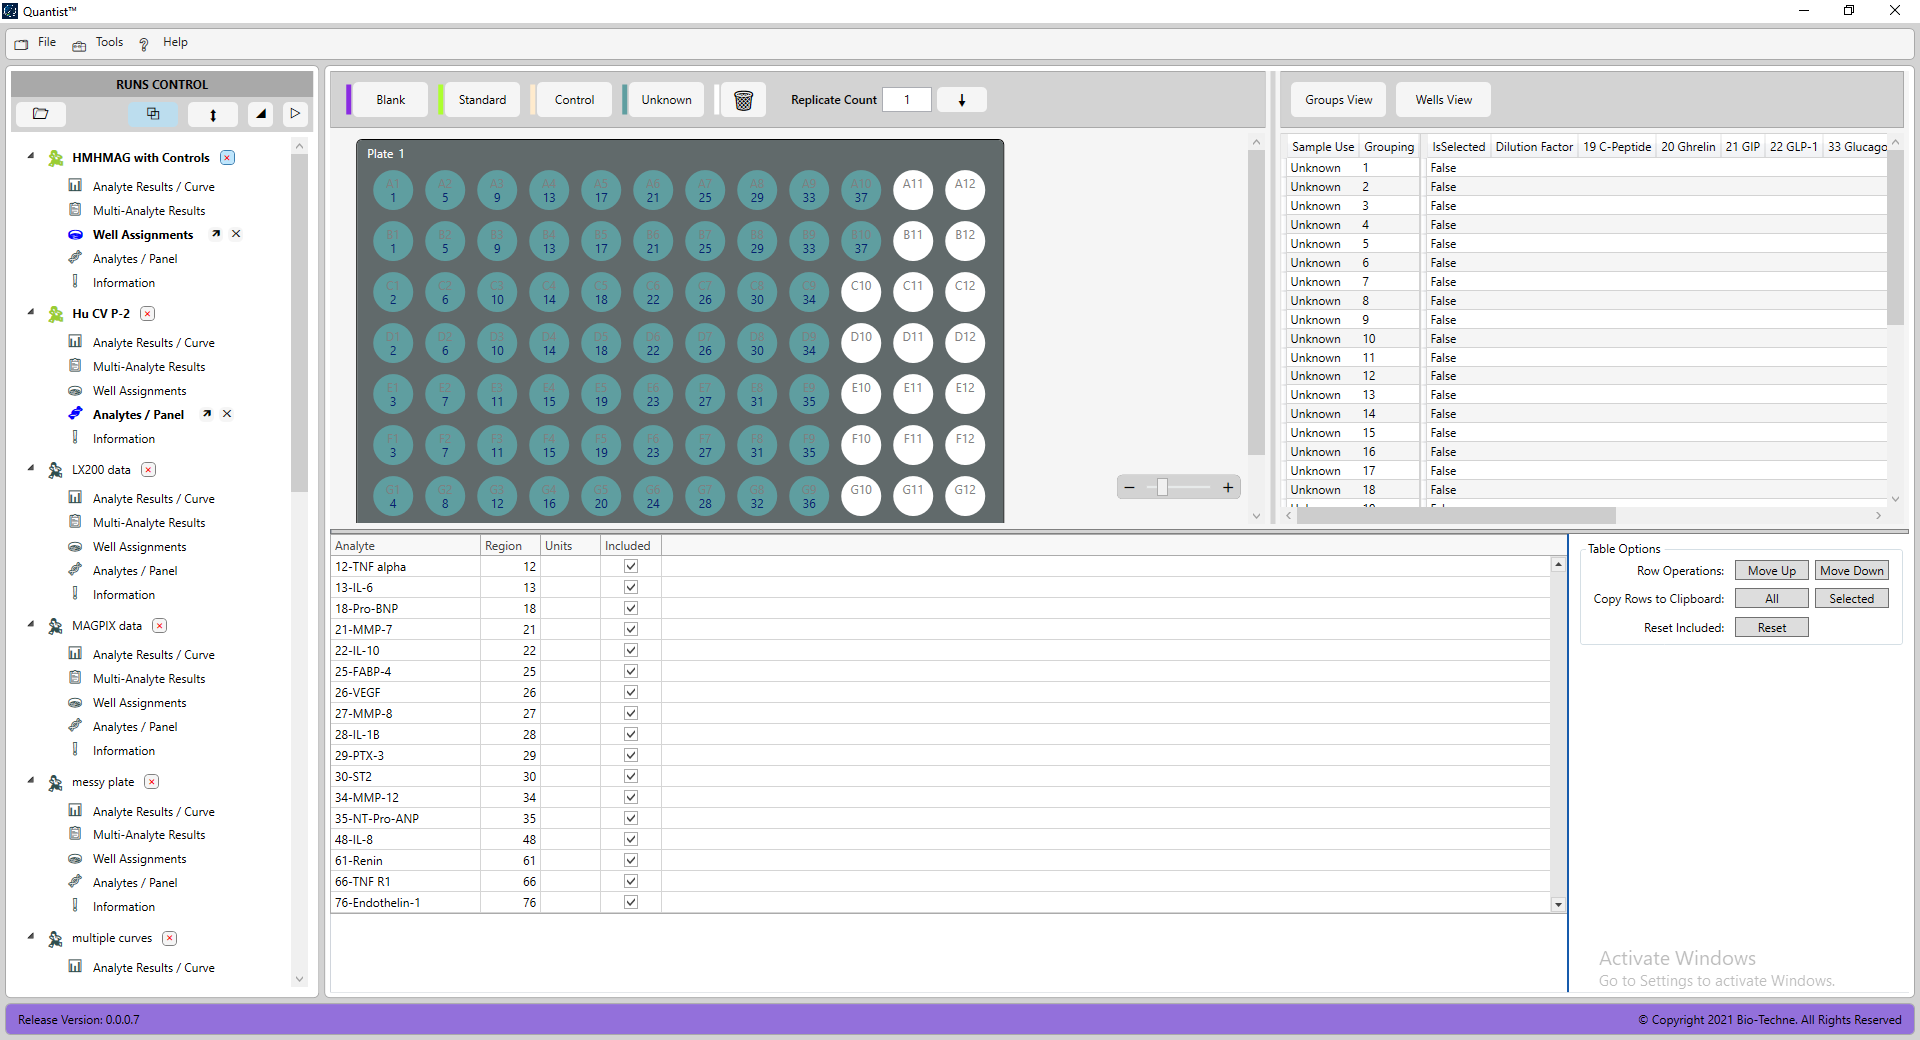 Quantist™
File Tools Help
RUNS CONTROL
HMHMAG with Controls
Analyte Results / Curve
Multi-Analyte Results
Well Assignments
Analytes / Panel
Information
Hu CV P-2
Analyte Results / Curve
Multi-Analyte Results
Well Assignments
Analytes / Panel
Information
LX200 data
Analyte Results / Curve
Multi-Analyte Results
Well Assignments
Analytes / Panel
Information
MAGPIX data
Analyte Results / Curve
Multi-Analyte Results
Well Assignments
Analytes / Panel
Information
messy plate
Analyte Results / Curve
Multi-Analyte Results
Well Assignments
Analytes / Panel
Information
multiple curves
Analyte Results / Curve
Blank Standard Control Unknown Replicate Count 1
Plate 1
A1 A2 A3 A4 A5 A6 A7 A8 A9 A10 A11 A12
1 5 9 13 17 21 25 29 33 37
B1 B2 B3 B4 B5 B6 B7 B8 B9 B10 B11 B12
1 5 9 13 17 21 25 29 33 37
C1 C2 C3 C4 C5 C6 C7 C8 C9 C10 C11 C12
2 6 10 14 18 22 26 30 34
D1 D2 D3 D4 D5 D6 D7 D8 D9 D10 D11 D12
2 6 10 14 18 22 26 30 34
E1 E2 E3 E4 E5 E6 E7 E8 E9 E10 E11 E12
3 7 11 15 19 23 27 31 35
F1 F2 F3 F4 F5 F6 F7 F8 F9 F10 F11 F12
3 7 11 15 19 23 27 31 35
G1 G2 G3 G4 G5 G6 G7 G8 G9 G10 G11 G12
4 8 12 16 20 24 28 32 36
Groups View Wells View
Sample Use Grouping IsSelected Dilution Factor 19 C-Peptide 20 Ghrelin 21 GIP 22 GLP-1 33 Glucago
Unknown 1 False
Unknown 2 False
Unknown 3 False
Unknown 4 False
Unknown 5 False
Unknown 6 False
Unknown 7 False
Unknown 8 False
Unknown 9 False
Unknown 10 False
Unknown 11 False
Unknown 12 False
Unknown 13 False
Unknown 14 False
Unknown 15 False
Unknown 16 False
Unknown 17 False
Unknown 18 False
Analyte Region Units Included
12-TNF alpha 12
13-IL-6 13
18-Pro-BNP 18
21-MMP-7 21
22-IL-10 22
25-FABP-4 25
26-VEGF 26
27-MMP-8 27
28-IL-1B 28
29-PTX-3 29
30-ST2 30
34-MMP-12 34
35-NT-Pro-ANP 35
48-IL-8 48
61-Renin 61
66-TNF R1 66
76-Endothelin-1 76
Table Options
Row Operations: Move Up Move Down
Copy Rows to Clipboard: All Selected
Reset Included: Reset
Activate Windows
Go to Settings to activate Windows.
Release Version: 0.0.0.7
© Copyright 2021 Bio-Techne. All Rights Reserved